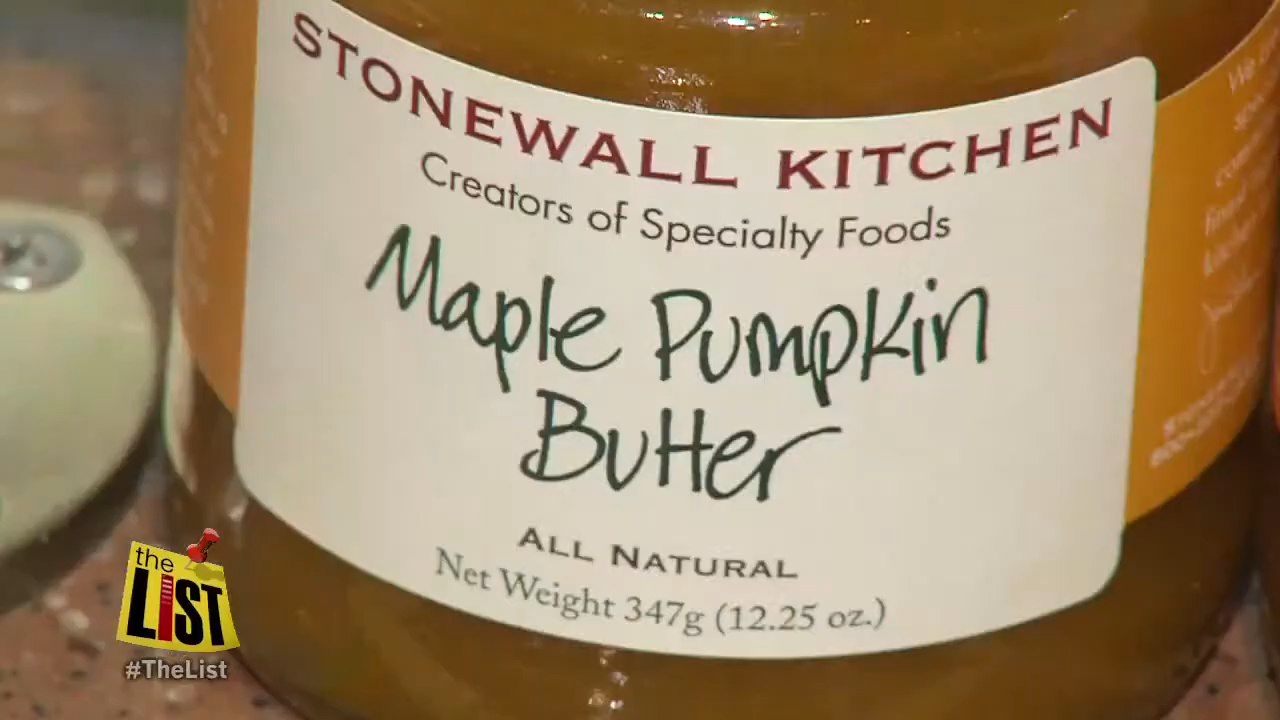 STONEWALL KITCHEN
Creators of Specialty Foods
Maple Pumpkin
Butter
ALL NATURAL
Net Weight 347g (12.25 oz.)
the
LIST
#TheList